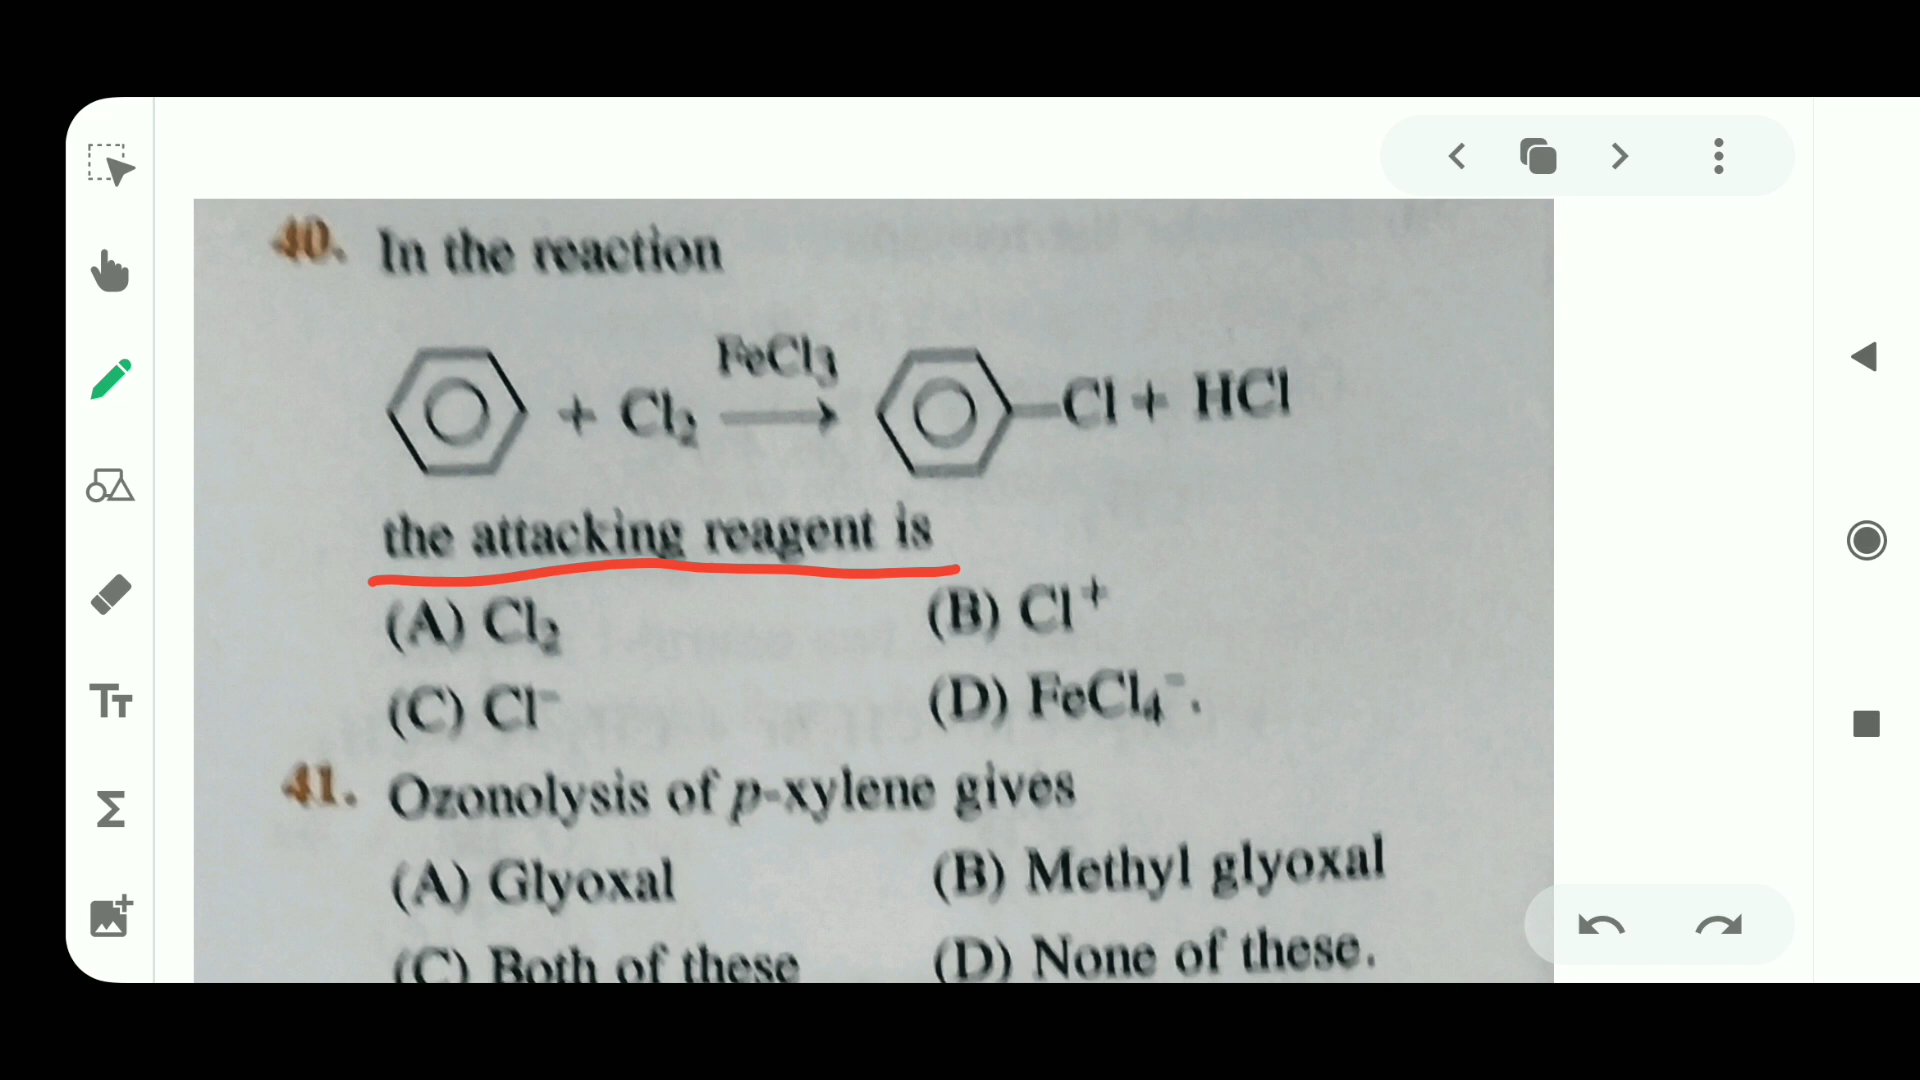 40. In the reaction
FeCl₃
+ Cl₂ → –Cl + HCl
the attacking reagent is
(A) Cl₂ (B) Cl⁺
(C) Cl⁻ (D) FeCl₄⁻.
41. Ozonolysis of p-xylene gives
(A) Glyoxal (B) Methyl glyoxal
(C) Both of these (D) None of these.